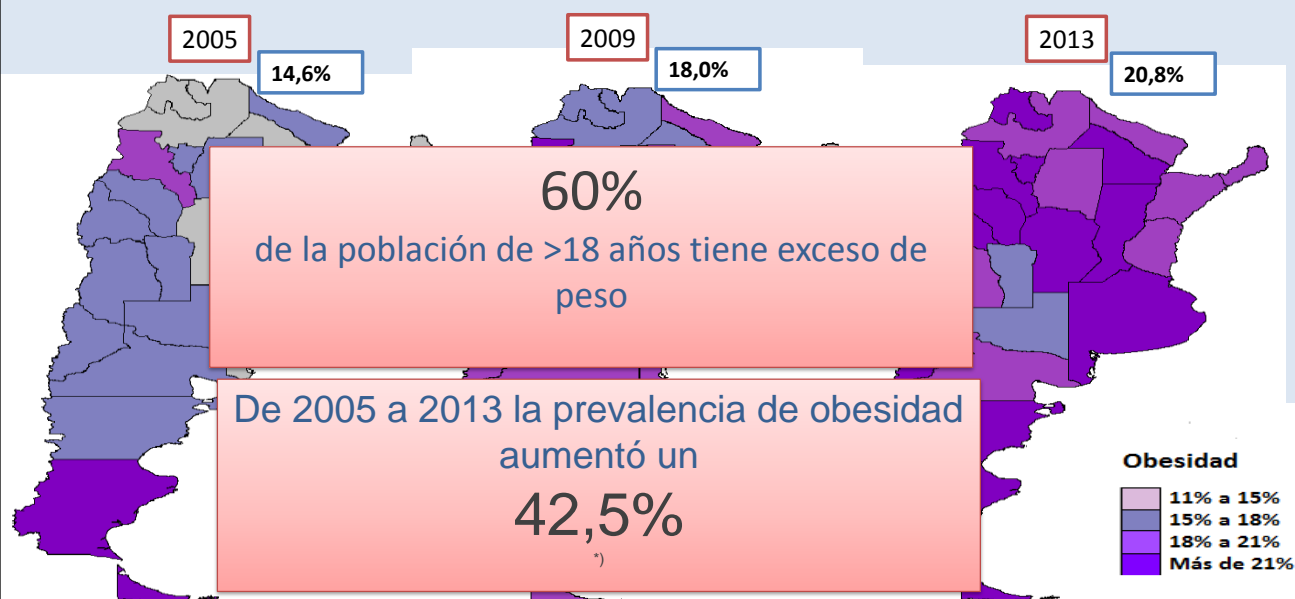 2005
14,6%
2009
18,0%
2013
20,8%
60%
de la población de >18 años tiene exceso de
peso
De 2005 a 2013 la prevalencia de obesidad
aumentó un
42,5%
*)
Obesidad
11% a 15%
15% a 18%
18% a 21%
Más de 21%